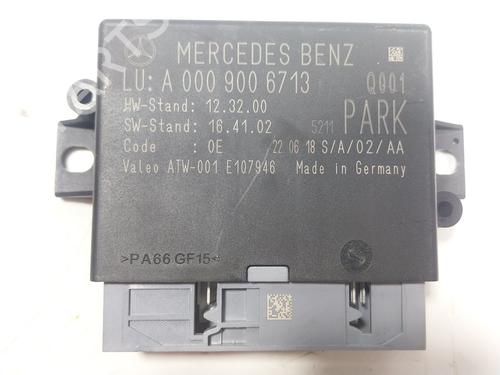 MERCEDES BENZ
LU: A 000 900 6713 Q001
HW-Stand: 12.32.00
SW-Stand: 16.41.02 5211 PARK
Code : 0E 22 06 18 S/A/02/AA
Valeo ATW-001 E107946 Made in Germany
>PA66 GF15<